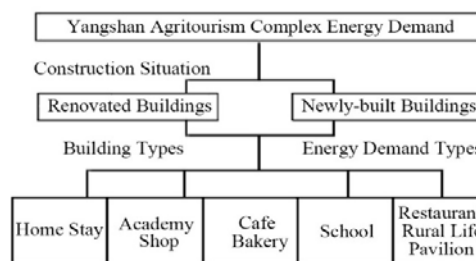 Yangshan Agritourism Complex Energy Demand
Construction Situation
Renovated Buildings
Newly-built Buildings
Building Types
Energy Demand Types
Home Stay
Academy
Shop
Cafe
Bakery
School
Restaurant
Rural Life
Pavilion